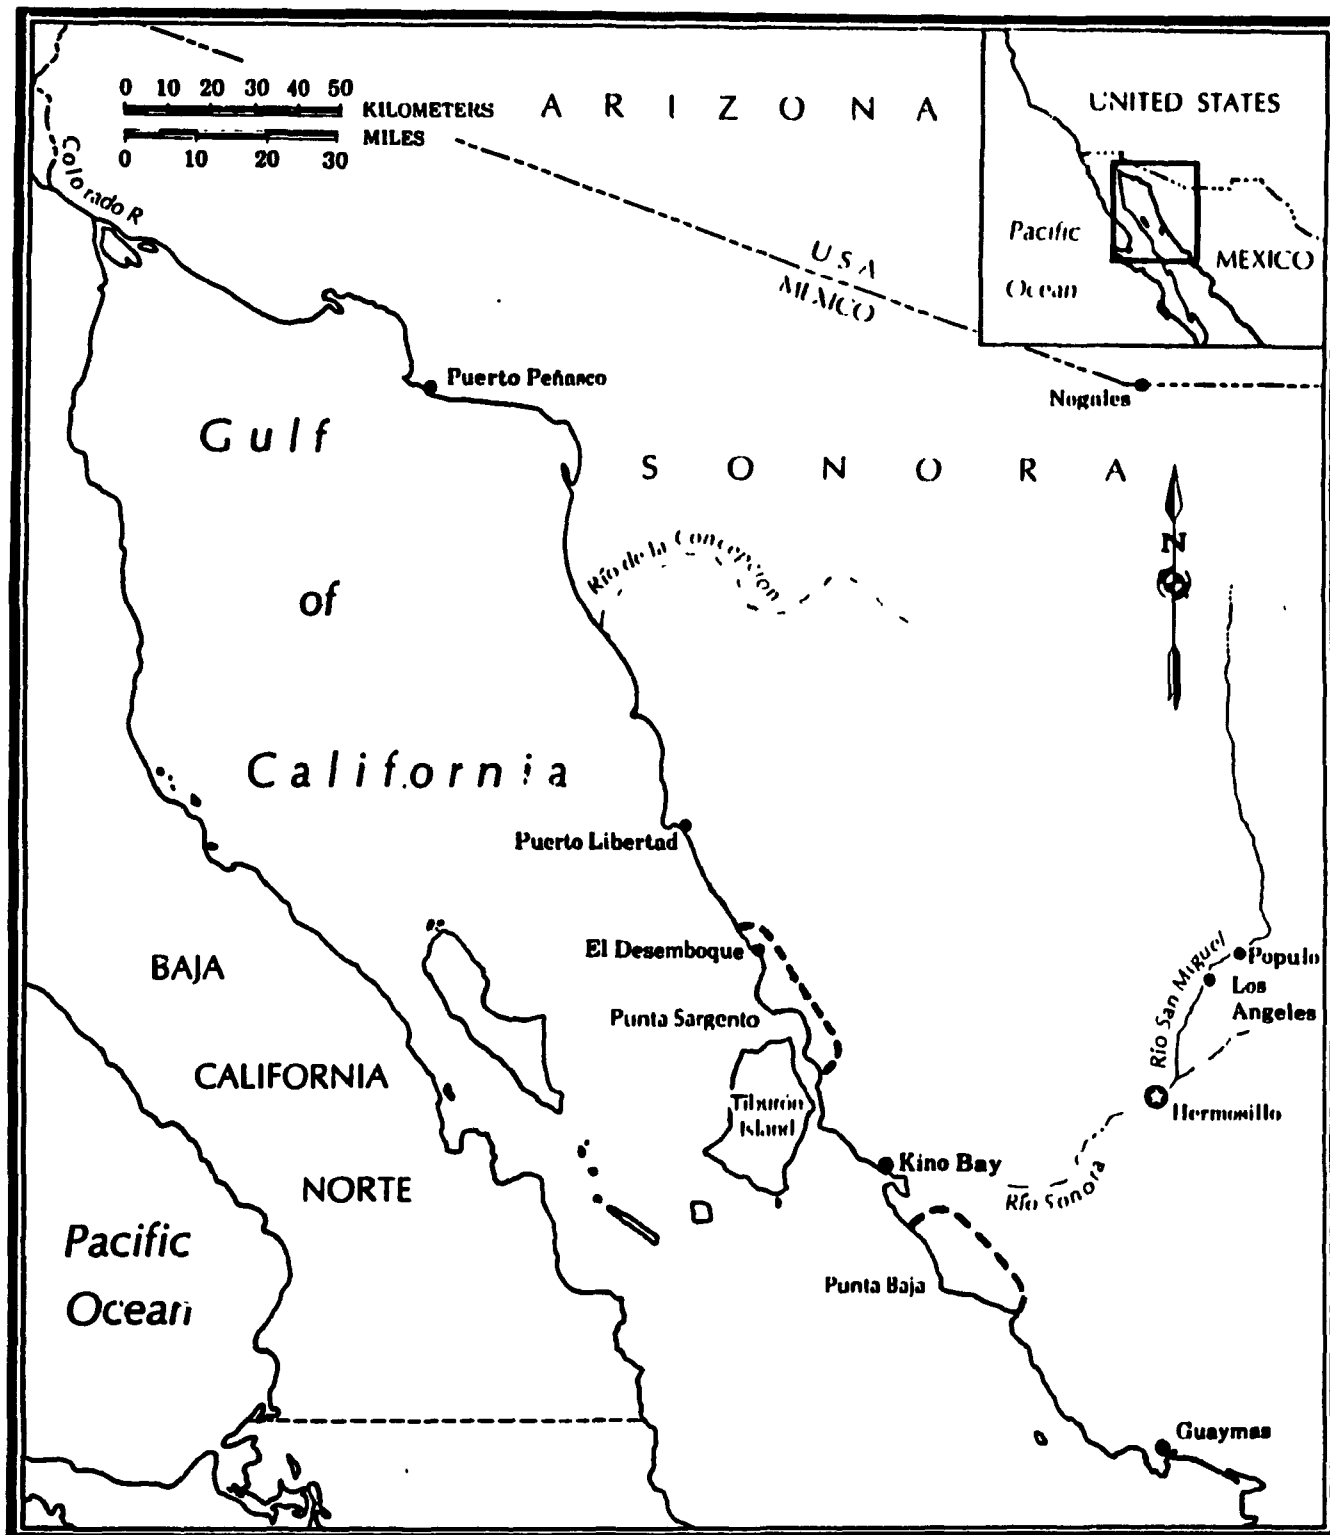 0 10 20 30 40 50
KILOMETERS
MILES
0 10 20 30
ARIZONA
UNITED STATES
Pacific
Ocean
MEXICO
Colorado R
USA
MEXICO
Nogales
Puerto Peñasco
Gulf
of
California
SONORA
N
Río de la Concepción
Puerto Libertad
El Desemboque
Punta Sargento
Tiburón
Island
Kino Bay
Punta Baja
Río San Miguel
Populo
Los
Angeles
Hermosillo
Río Sonora
BAJA
CALIFORNIA
NORTE
Pacific
Ocean
Guaymas